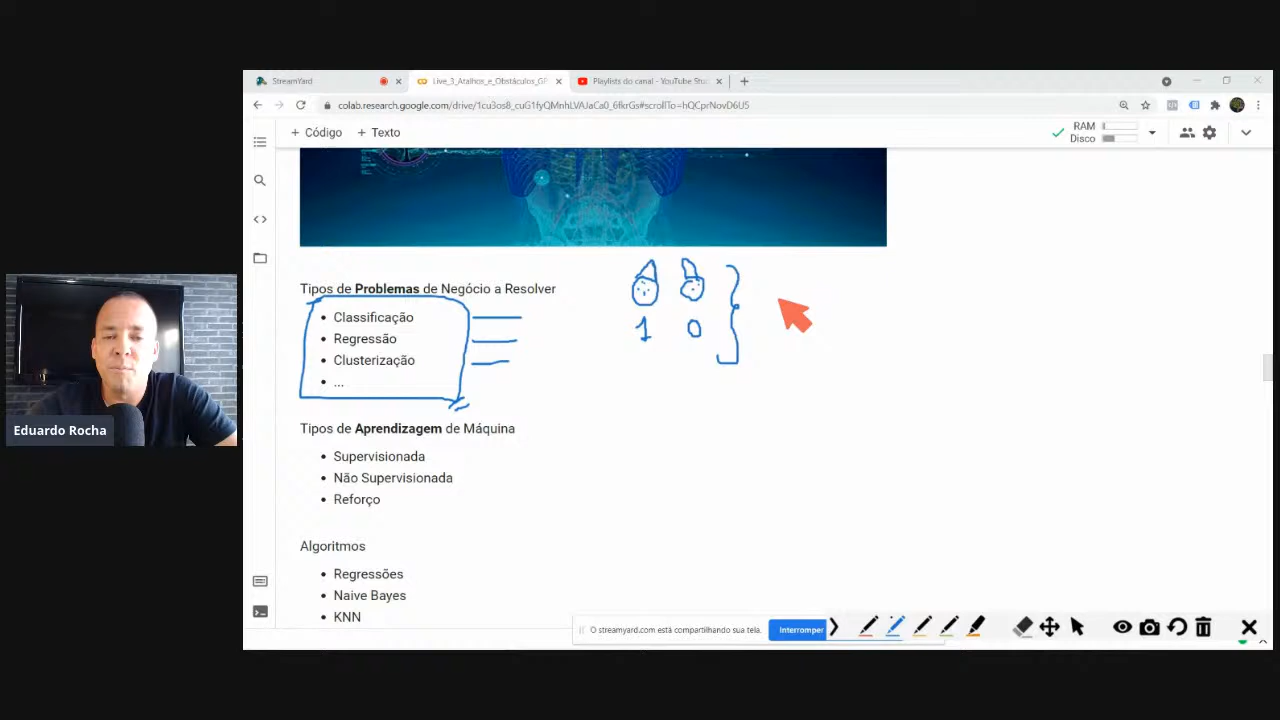 StreamYard
Live_3_Atalhos_e_Obstáculos_GP
Playlists do canal - YouTube Stu
colab.research.google.com/drive/1cu3os8_cuG1fyQMnhLVAJaCa0_6fkrGs#scrollTo=hQCprNovD6U5
+ Código + Texto
RAM
Disco
Tipos de Problemas de Negócio a Resolver
• Classificação
• Regressão
• Clusterização
• ...
1 0
Tipos de Aprendizagem de Máquina
• Supervisionada
• Não Supervisionada
• Reforço
Algoritmos
• Regressões
• Naive Bayes
• KNN
Eduardo Rocha
O streamyard.com está compartilhando sua tela.
Interromper